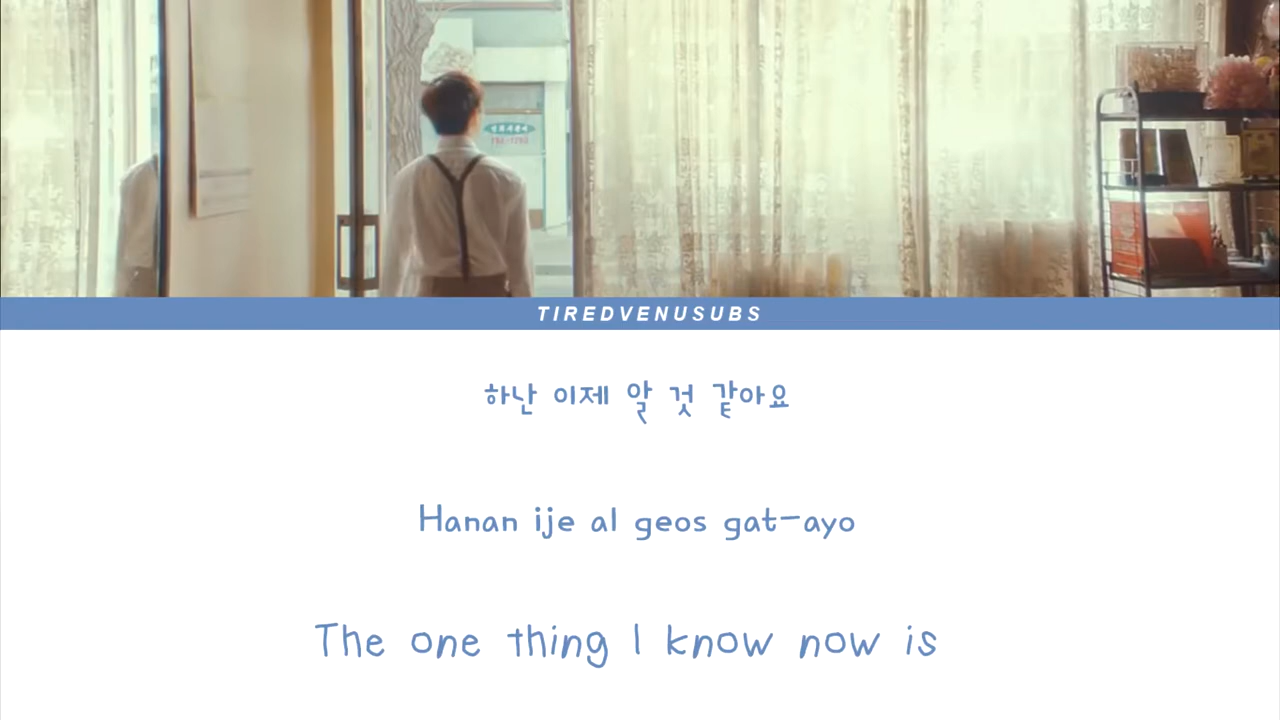 TIREDVENUSUBS
하난 이제 알 것 같아요
Hanan ije al geos gat-ayo
The one thing I know now is